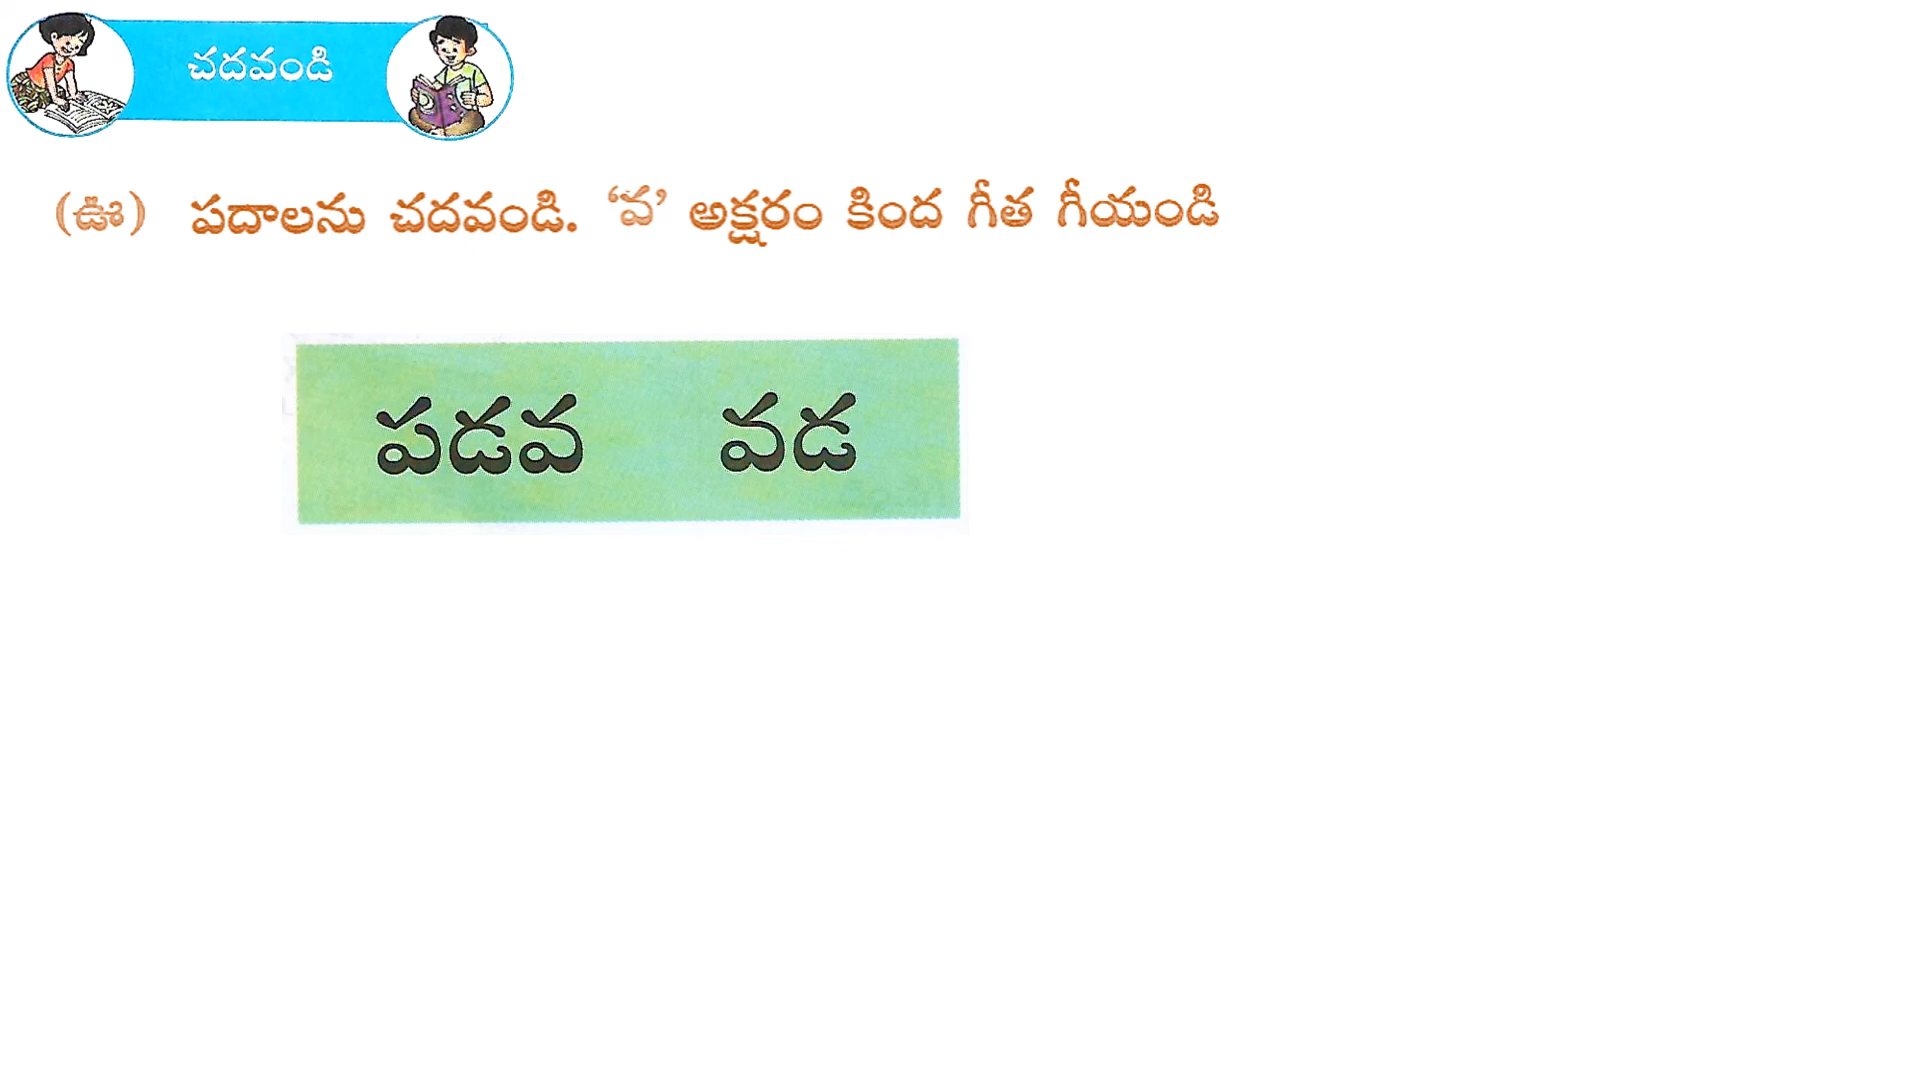 చదవండి
(ఊ) పదాలను చదవండి. 'వ' అక్షరం కింద గీత గీయండి
పడవ వడ